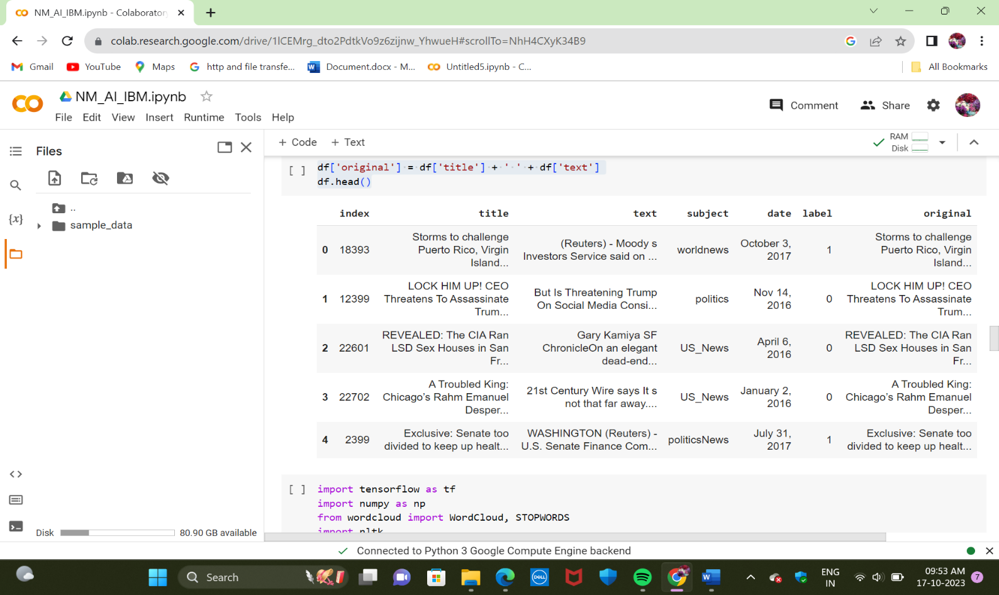 NM_AI_IBM.ipynb - Colaboratory
colab.research.google.com/drive/1lCEMrg_dto2PdtkVo9z6zijnw_YhwueH#scrollTo=NhH4CXyK34B9
Gmail YouTube Maps http and file transfe... Document.docx - M... Untitled5.ipynb - C... All Bookmarks
NM_AI_IBM.ipynb
Comment Share
File Edit View Insert Runtime Tools Help
Files
+ Code + Text
RAM
Disk
..
sample_data
{x}
[ ] df['original'] = df['title'] + ' ' + df['text']
df.head()
index title text subject date label original
0 18393 Storms to challenge Puerto Rico, Virgin Island... (Reuters) - Moody s Investors Service said on ... worldnews October 3, 2017 1 Storms to challenge Puerto Rico, Virgin Island...
1 12399 LOCK HIM UP! CEO Threatens To Assassinate Trum... But Is Threatening Trump On Social Media Consi... politics Nov 14, 2016 0 LOCK HIM UP! CEO Threatens To Assassinate Trum...
2 22601 REVEALED: The CIA Ran LSD Sex Houses in San Fr... Gary Kamiya SF ChronicleOn an elegant dead-end... US_News April 6, 2016 0 REVEALED: The CIA Ran LSD Sex Houses in San Fr...
3 22702 A Troubled King: Chicago’s Rahm Emanuel Desper... 21st Century Wire says It s not that far away.... US_News January 2, 2016 0 A Troubled King: Chicago’s Rahm Emanuel Desper...
4 2399 Exclusive: Senate too divided to keep up healt... WASHINGTON (Reuters) - U.S. Senate Finance Com... politicsNews July 31, 2017 1 Exclusive: Senate too divided to keep up healt...
[ ] import tensorflow as tf
import numpy as np
from wordcloud import WordCloud, STOPWORDS
import nltk
Disk 80.90 GB available
Connected to Python 3 Google Compute Engine backend
Search
DELL
ENG
IN
09:53 AM
17-10-2023
7